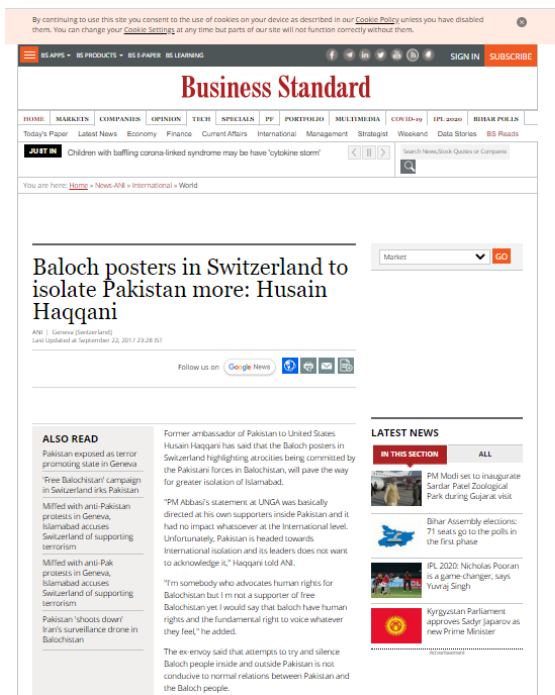 By continuing to use this site you consent to the use of cookies on your device as described in our Cookie Policy unless you have disabled
them. You can change your Cookie Settings at any time but parts of our site will not function correctly without them.
BS APPS BS PRODUCTS BS E-PAPER BS LEARNING
SIGN IN SUBSCRIBE
Business Standard
HOME MARKETS COMPANIES OPINION TECH SPECIALS PF PORTFOLIO MULTIMEDIA COVID-19 IPL 2020 BIHAR POLLS
Today's Paper Latest News Economy Finance Current Affairs International Management Strategist Weekend Data Stories BS Reads
JUST IN Children with baffling corona-linked syndrome may have 'cytokine storm'
Search News,Stock Quotes or Companie
You are here: Home » News-ANI » International » World
Market GO
Baloch posters in Switzerland to
isolate Pakistan more: Husain
Haqqani
ANI | Geneva [Switzerland]
Last Updated at September 22, 2017 23:28 IST
Follow us on Google News
ALSO READ
Pakistan exposed as terror
promoting state in Geneva
'Free Balochistan' campaign
in Switzerland irks Pakistan
Miffed with anti-Pakistan
protests in Geneva,
Islamabad accuses
Switzerland of supporting
terrorism
Miffed with anti-Pak
protests in Geneva,
Islamabad accuses
Switzerland of supporting
terrorism
Pakistan 'shoots down'
Iran's surveillance drone in
Balochistan
Former ambassador of Pakistan to United States
Husain Haqqani has said that the Baloch posters in
Switzerland highlighting atrocities being committed by
the Pakistani forces in Balochistan, will pave the way
for greater isolation of Islamabad.
"PM Abbasi's statement at UNGA was basically
directed at his own supporters inside Pakistan and it
had no impact whatsoever at the International level.
Unfortunately, Pakistan is headed towards
International isolation and its leaders does not want
to acknowledge it," Haqqani told ANI.
"I'm somebody who advocates human rights for
Balochistan but I m not a supporter of free
Balochistan yet I would say that baloch have human
rights and the fundamental right to voice whatever
they feel," he added.
The ex-envoy said that attempts to try and silence
Baloch people inside and outside Pakistan is not
conducive to normal relations between Pakistan and
the Baloch people.
LATEST NEWS
IN THIS SECTION ALL
PM Modi set to inaugurate
Sardar Patel Zoological
Park during Gujarat visit
Bihar Assembly elections:
71 seats go to the polls in
the first phase
IPL 2020: Nicholas Pooran
is a game-changer, says
Yuvraj Singh
Kyrgyzstan Parliament
approves Sadyr Japarov as
new Prime Minister
Advertisement